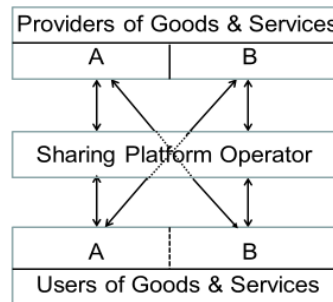 Providers of Goods & Services
A B
Sharing Platform Operator
A B
Users of Goods & Services